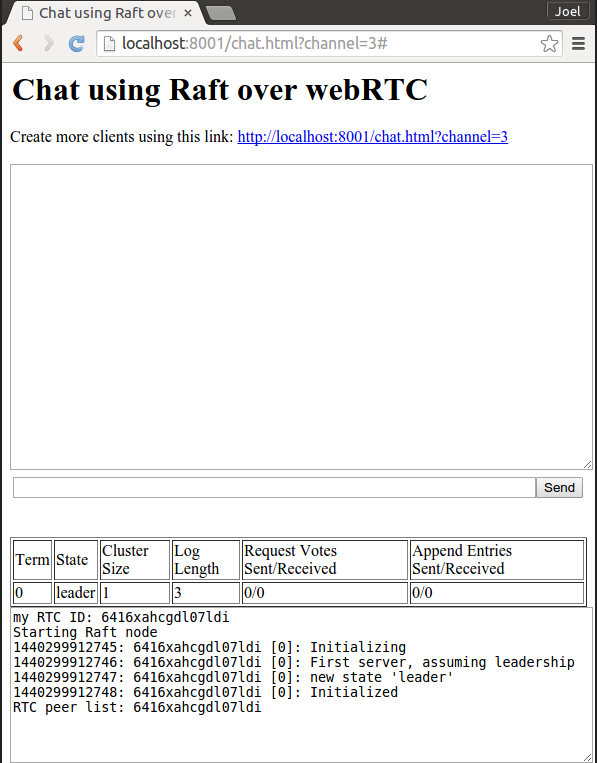 Chat using Raft over
Joel
localhost:8001/chat.html?channel=3#
Chat using Raft over webRTC
Create more clients using this link: http://localhost:8001/chat.html?channel=3
Send
Term State Cluster Size Log Length Request Votes Sent/Received Append Entries Sent/Received
0 leader 1 3 0/0 0/0
my RTC ID: 6416xahcgdl07ldi
Starting Raft node
1440299912745: 6416xahcgdl07ldi [0]: Initializing
1440299912746: 6416xahcgdl07ldi [0]: First server, assuming leadership
1440299912747: 6416xahcgdl07ldi [0]: new state 'leader'
1440299912748: 6416xahcgdl07ldi [0]: Initialized
RTC peer list: 6416xahcgdl07ldi